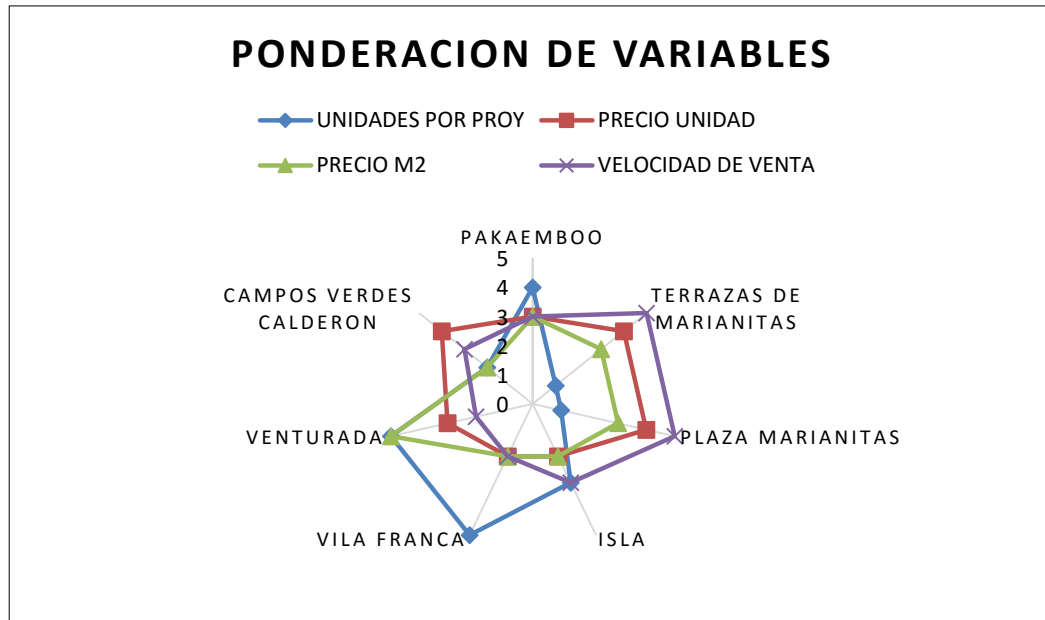 PONDERACION DE VARIABLES
UNIDADES POR PROY
PRECIO UNIDAD
PRECIO M2
VELOCIDAD DE VENTA
PAKAEMBOO
5
4
3
2
1
0
TERRAZAS DE
MARIANITAS
PLAZA MARIANITAS
ISLA
VILA FRANCA
VENTURADA
CAMPOS VERDES
CALDERON